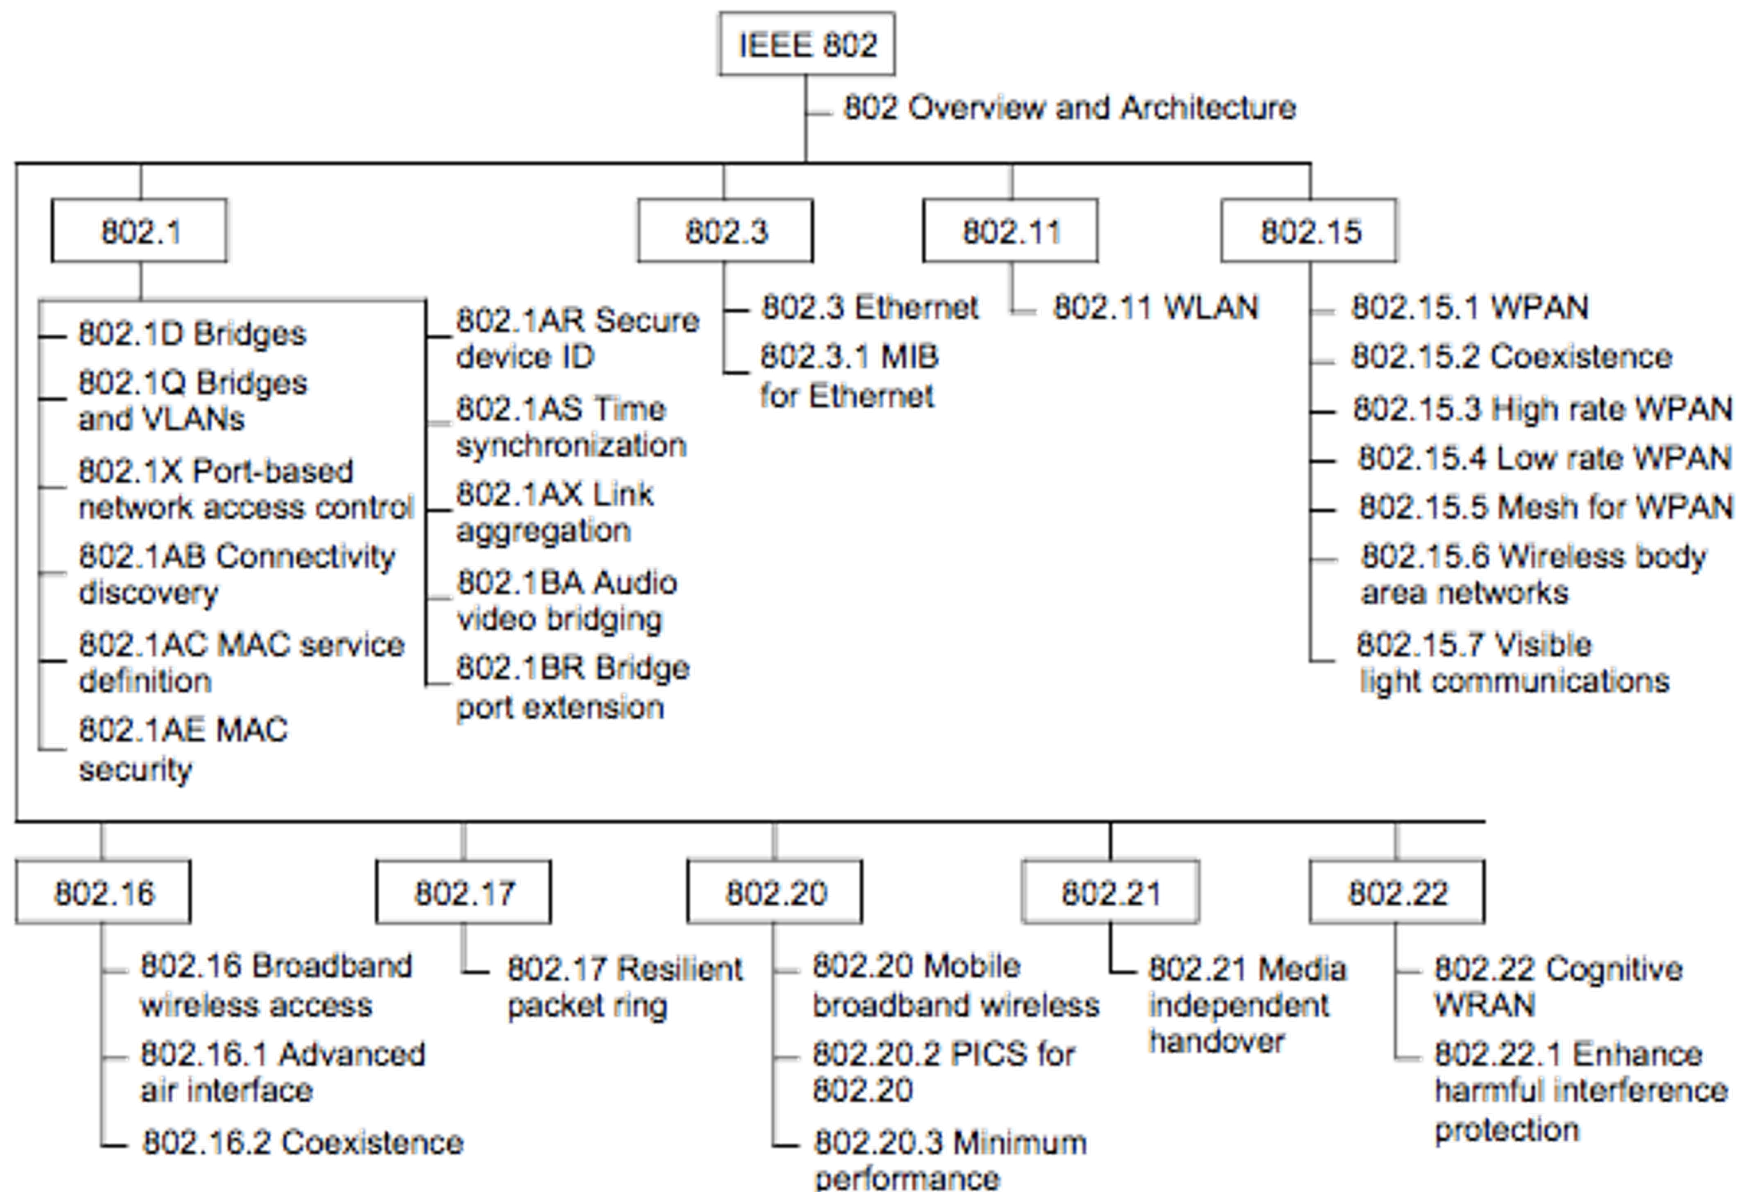 IEEE 802
802 Overview and Architecture
802.1
802.1D Bridges
802.1Q Bridges
and VLANs
802.1X Port-based
network access control
802.1AB Connectivity
discovery
802.1AC MAC service
definition
802.1AE MAC
security
802.1AR Secure
device ID
802.1AS Time
synchronization
802.1AX Link
aggregation
802.1BA Audio
video bridging
802.1BR Bridge
port extension
802.3
802.3 Ethernet
802.3.1 MIB
for Ethernet
802.11
802.11 WLAN
802.15
802.15.1 WPAN
802.15.2 Coexistence
802.15.3 High rate WPAN
802.15.4 Low rate WPAN
802.15.5 Mesh for WPAN
802.15.6 Wireless body
area networks
802.15.7 Visible
light communications
802.16
802.16 Broadband
wireless access
802.16.1 Advanced
air interface
802.16.2 Coexistence
802.17
802.17 Resilient
packet ring
802.20
802.20 Mobile
broadband wireless
802.20.2 PICS for
802.20
802.20.3 Minimum
performance
802.21
802.21 Media
independent
handover
802.22
802.22 Cognitive
WRAN
802.22.1 Enhance
harmful interference
protection